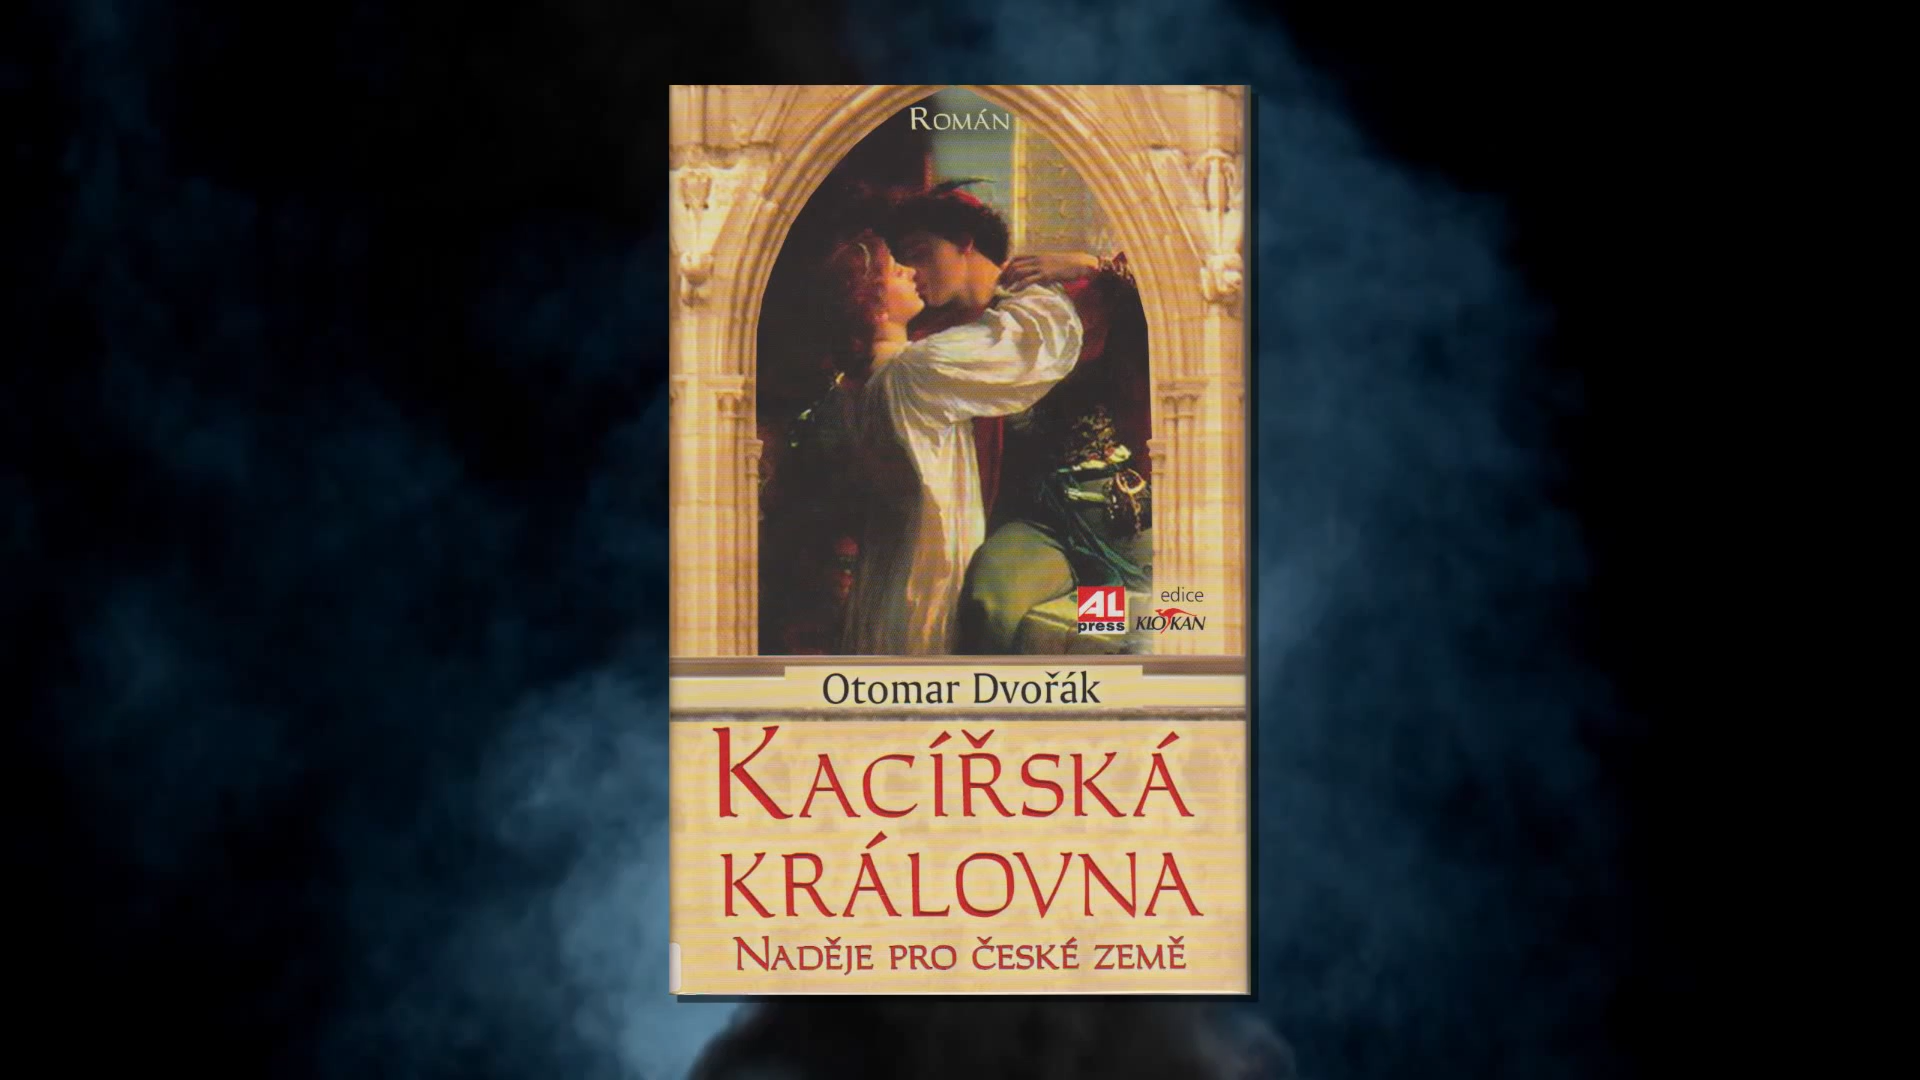 Román
AL
press
edice
KLOKAN
Otomar Dvořák
Kacířská
královna
Naděje pro české země